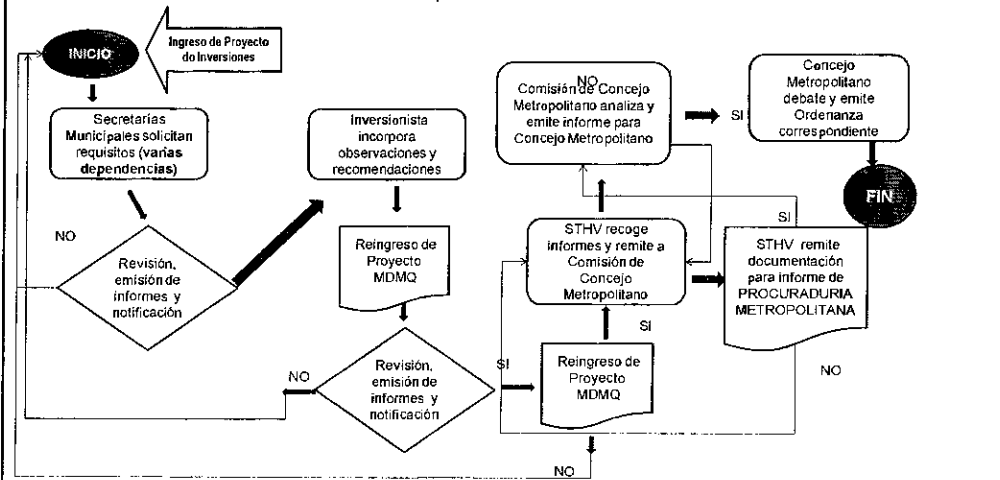 INICIO
Ingreso de Proyecto
do Inversiones
Secretarías
Municipales solicitan
requisitos (varias
dependencias)
NO
Revisión,
emisión de
informes y
notificación
Inversionista
incorpora
observaciones y
recomendaciones
Reingreso de
Proyecto
MDMQ
Revisión,
emisión de
informes y
notificación
NO
SI
Reingreso de
Proyecto
MDMQ
NO
SI
STHV recoge
informes y remite a
Comisión de
Concejo
Metropolitano
NO
Comisión de Concejo
Metropolitano analiza y
emite informe para
Concejo Metropolitano
SI
Concejo
Metropolitano
debate y emite
Ordenanza
correspondiente
FIN
SI
STHV remite
documentación
para informe de
PROCURADURIA
METROPOLITANA
NO